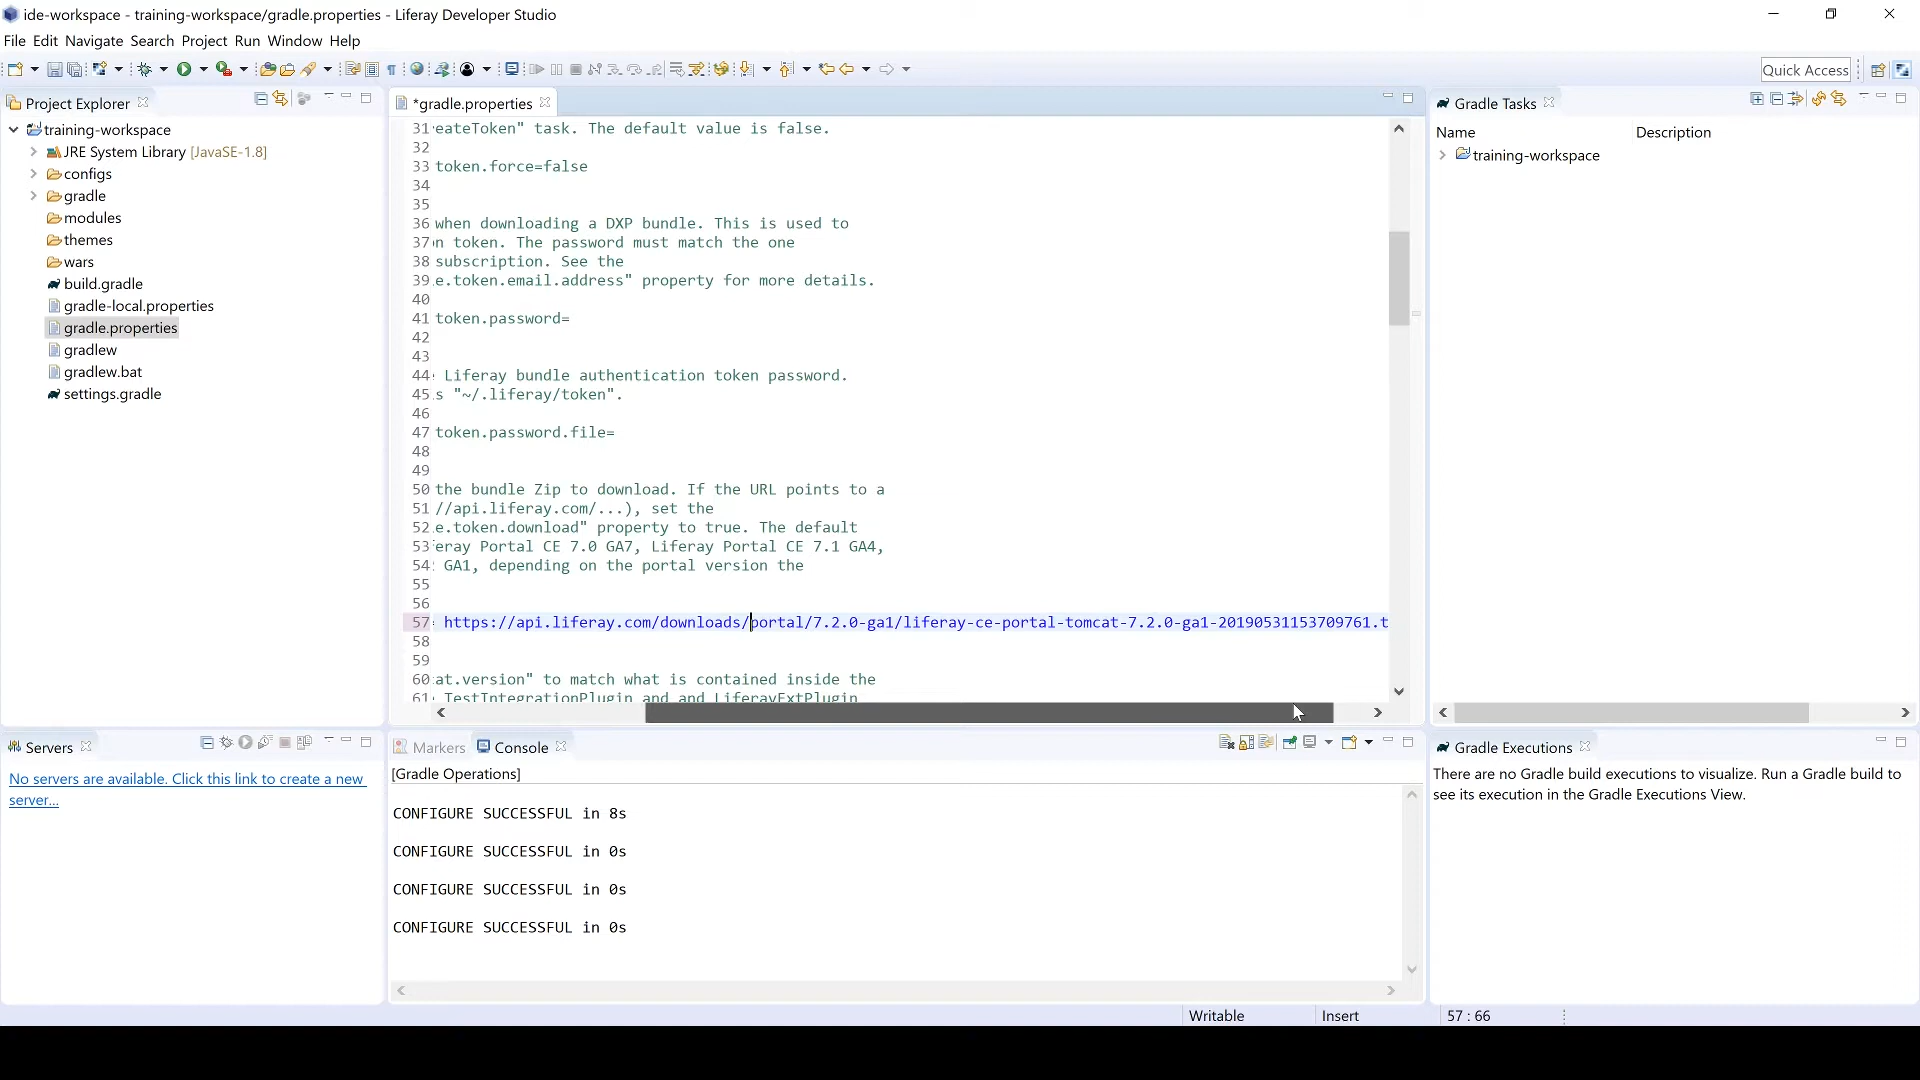 ide-workspace - training-workspace/gradle.properties - Liferay Developer Studio
File Edit Navigate Search Project Run Window Help
Quick Access
Project Explorer
training-workspace
JRE System Library [JavaSE-1.8]
configs
gradle
modules
themes
wars
build.gradle
gradle-local.properties
gradle.properties
gradlew
gradlew.bat
settings.gradle
*gradle.properties
31 eateToken" task. The default value is false.
32
33 token.force=false
34
35
36 when downloading a DXP bundle. This is used to
37 n token. The password must match the one
38 subscription. See the
39 e.token.email.address" property for more details.
40
41 token.password=
42
43
44 Liferay bundle authentication token password.
45 s "~/.liferay/token".
46
47 token.password.file=
48
49
50 the bundle Zip to download. If the URL points to a
51 //api.liferay.com/...), set the
52 e.token.download" property to true. The default
53 eray Portal CE 7.0 GA7, Liferay Portal CE 7.1 GA4,
54 GA1, depending on the portal version the
55
56
57 https://api.liferay.com/downloads/portal/7.2.0-ga1/liferay-ce-portal-tomcat-7.2.0-ga1-20190531153709761.t
58
59
60 at.version" to match what is contained inside the
61 TestIntegrationPlugin and and LiferayExtPlugin
Gradle Tasks
Name Description
training-workspace
Servers
No servers are available. Click this link to create a new
server...
Markers Console
[Gradle Operations]
CONFIGURE SUCCESSFUL in 8s
CONFIGURE SUCCESSFUL in 0s
CONFIGURE SUCCESSFUL in 0s
CONFIGURE SUCCESSFUL in 0s
Gradle Executions
There are no Gradle build executions to visualize. Run a Gradle build to
see its execution in the Gradle Executions View.
Writable Insert 57 : 66